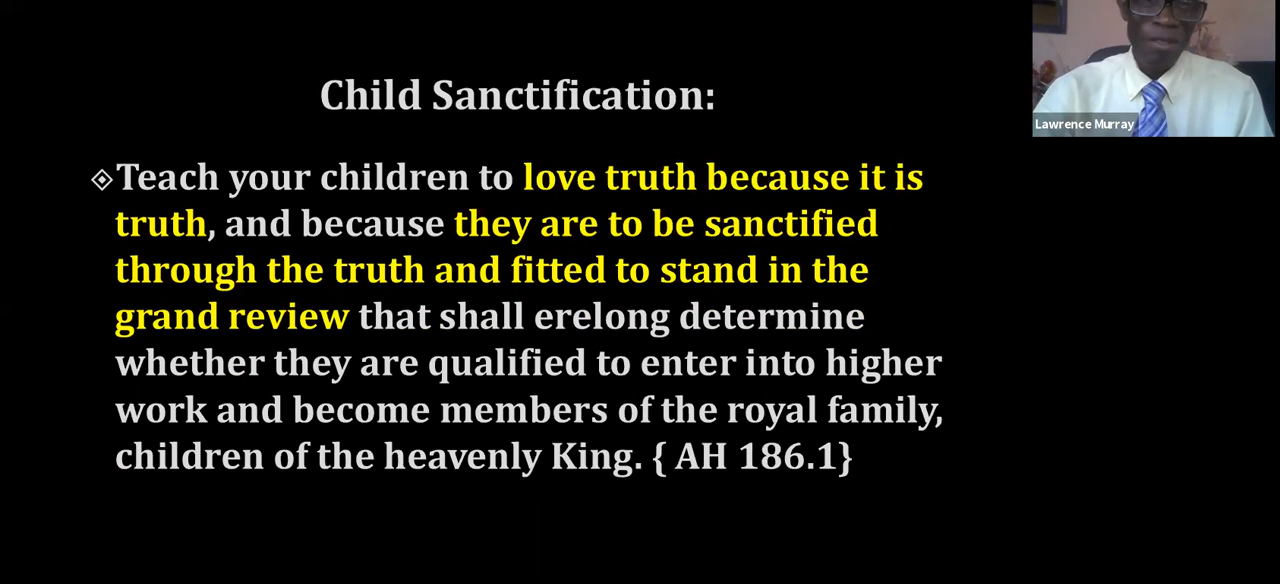 Child Sanctification:
Lawrence Murray
Teach your children to love truth because it is
truth, and because they are to be sanctified
through the truth and fitted to stand in the
grand review that shall erelong determine
whether they are qualified to enter into higher
work and become members of the royal family,
children of the heavenly King. { AH 186.1}